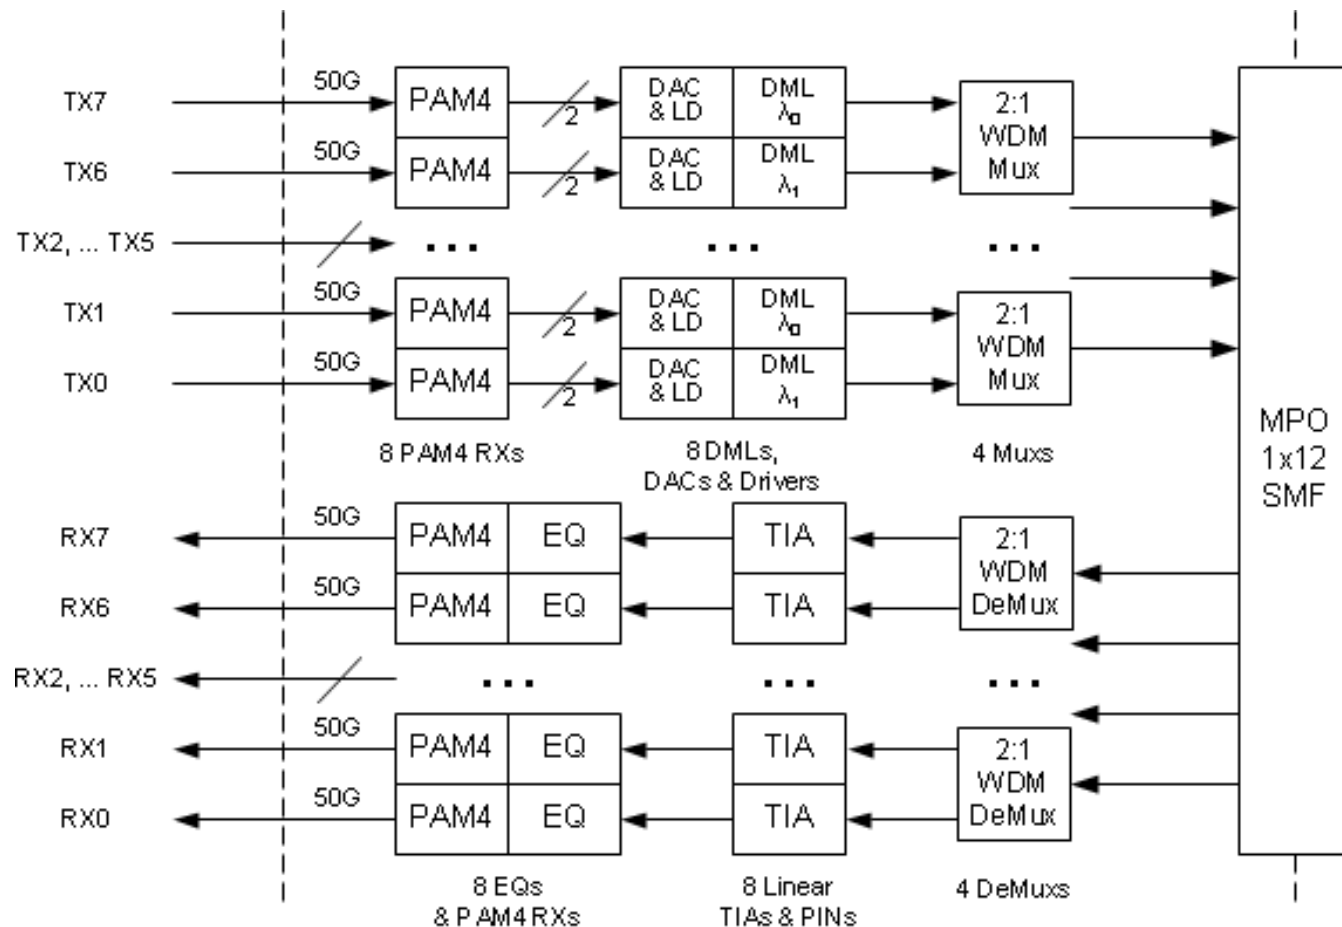 TX7
50G
PAM4
2
DAC
& LD
DML
λ0
2:1
WDM
Mux
TX6
50G
PAM4
2
DAC
& LD
DML
λ1
TX2, ... TX5
...
...
...
TX1
50G
PAM4
2
DAC
& LD
DML
λ0
2:1
WDM
Mux
TX0
50G
PAM4
2
DAC
& LD
DML
λ1
8 PAM4 RXs
8 DMLs,
DACs & Drivers
4 Muxs
MPO
1x12
SMF
RX7
50G
PAM4
EQ
TIA
2:1
WDM
DeMux
RX6
50G
PAM4
EQ
TIA
RX2, ... RX5
...
...
...
RX1
50G
PAM4
EQ
TIA
2:1
WDM
DeMux
RX0
50G
PAM4
EQ
TIA
8 EQs
& PAM4 RXs
8 Linear
TIAs & PINs
4 DeMuxs